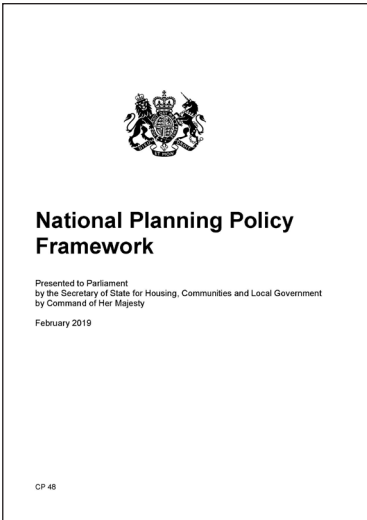 National Planning Policy
Framework
Presented to Parliament
by the Secretary of State for Housing, Communities and Local Government
by Command of Her Majesty
February 2019
CP 48